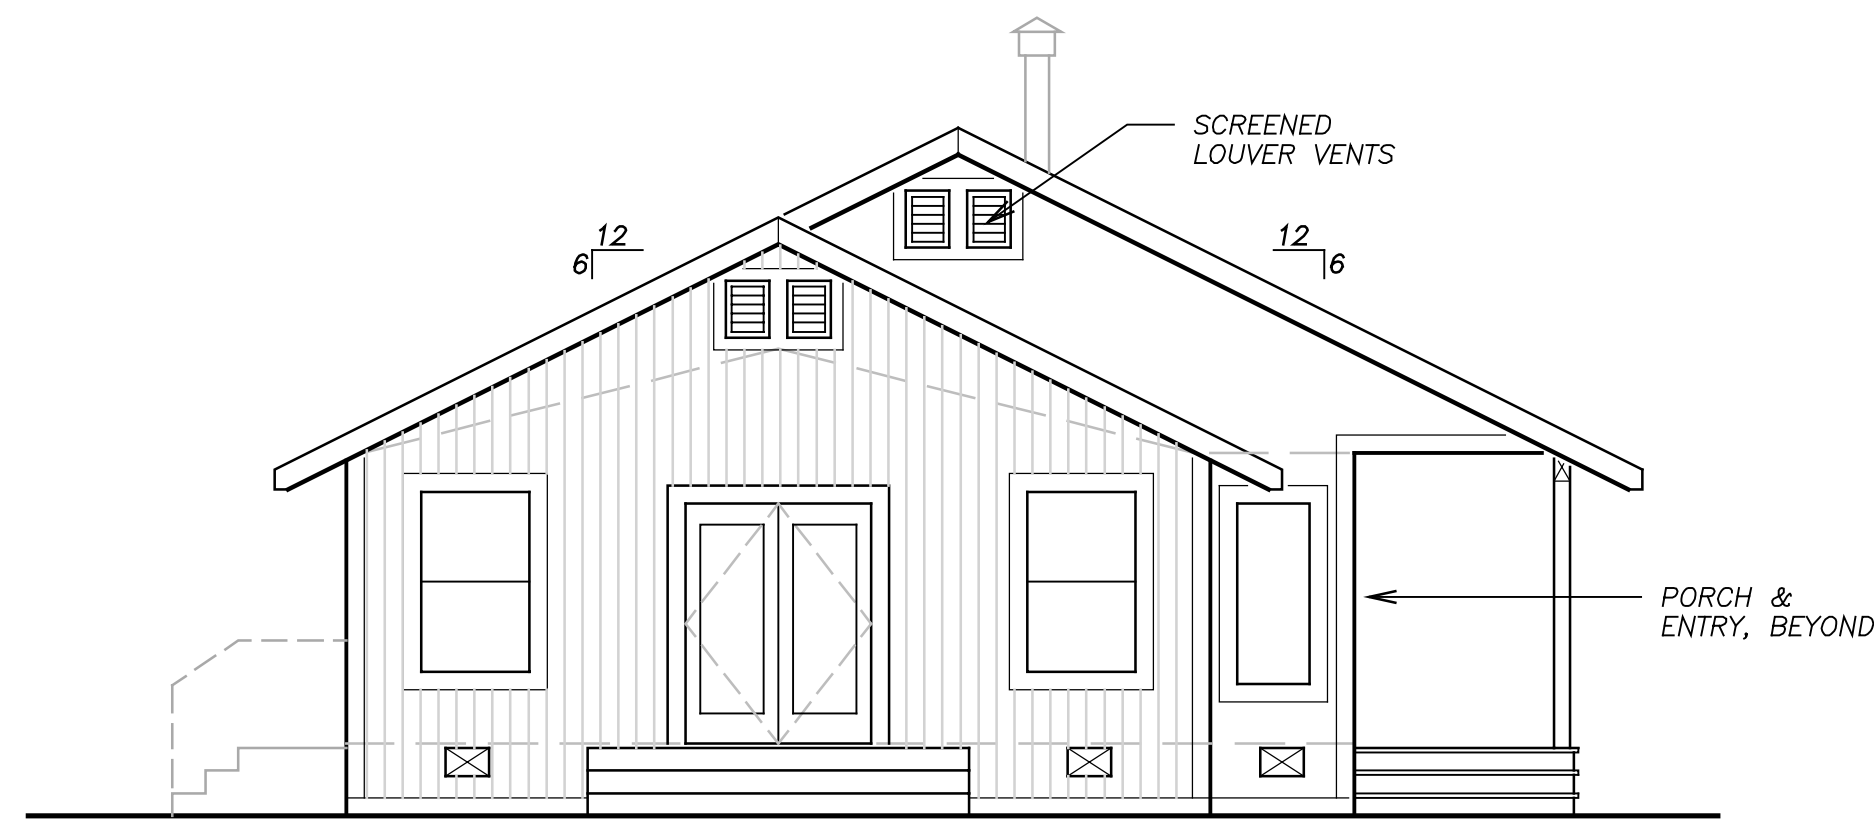 SCREENED
LOUVER VENTS
12
6
12
6
PORCH &
ENTRY, BEYOND